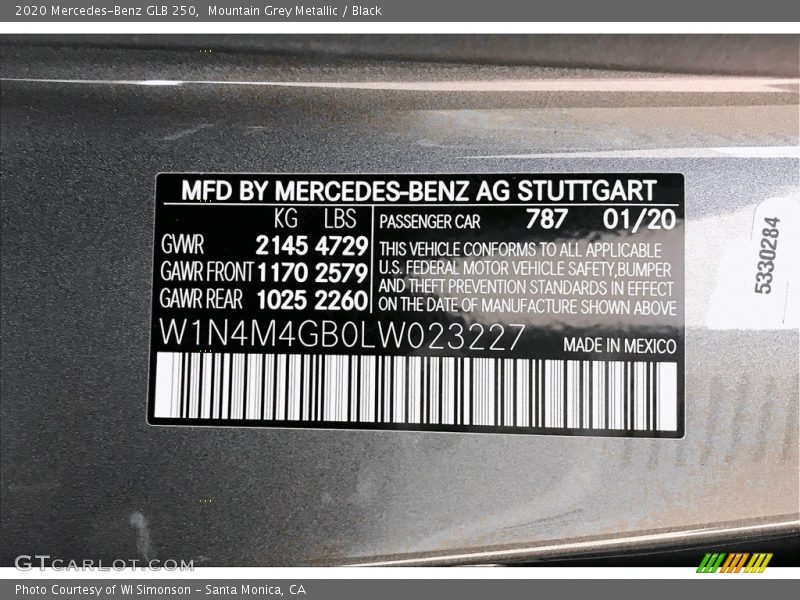 2020 Mercedes-Benz GLB 250,  Mountain Grey Metallic / Black
MFD BY MERCEDES-BENZ AG STUTTGART
KG LBS
GVWR 2145 4729
GAWR FRONT 1170 2579
GAWR REAR 1025 2260
PASSENGER CAR 787 01/20
THIS VEHICLE CONFORMS TO ALL APPLICABLE
U.S. FEDERAL MOTOR VEHICLE SAFETY,BUMPER
AND THEFT PREVENTION STANDARDS IN EFFECT
ON THE DATE OF MANUFACTURE SHOWN ABOVE
W1N4M4GB0LW023227
MADE IN MEXICO
5330284
GTCARLOT.COM
Photo Courtesy of WI Simonson - Santa Monica, CA